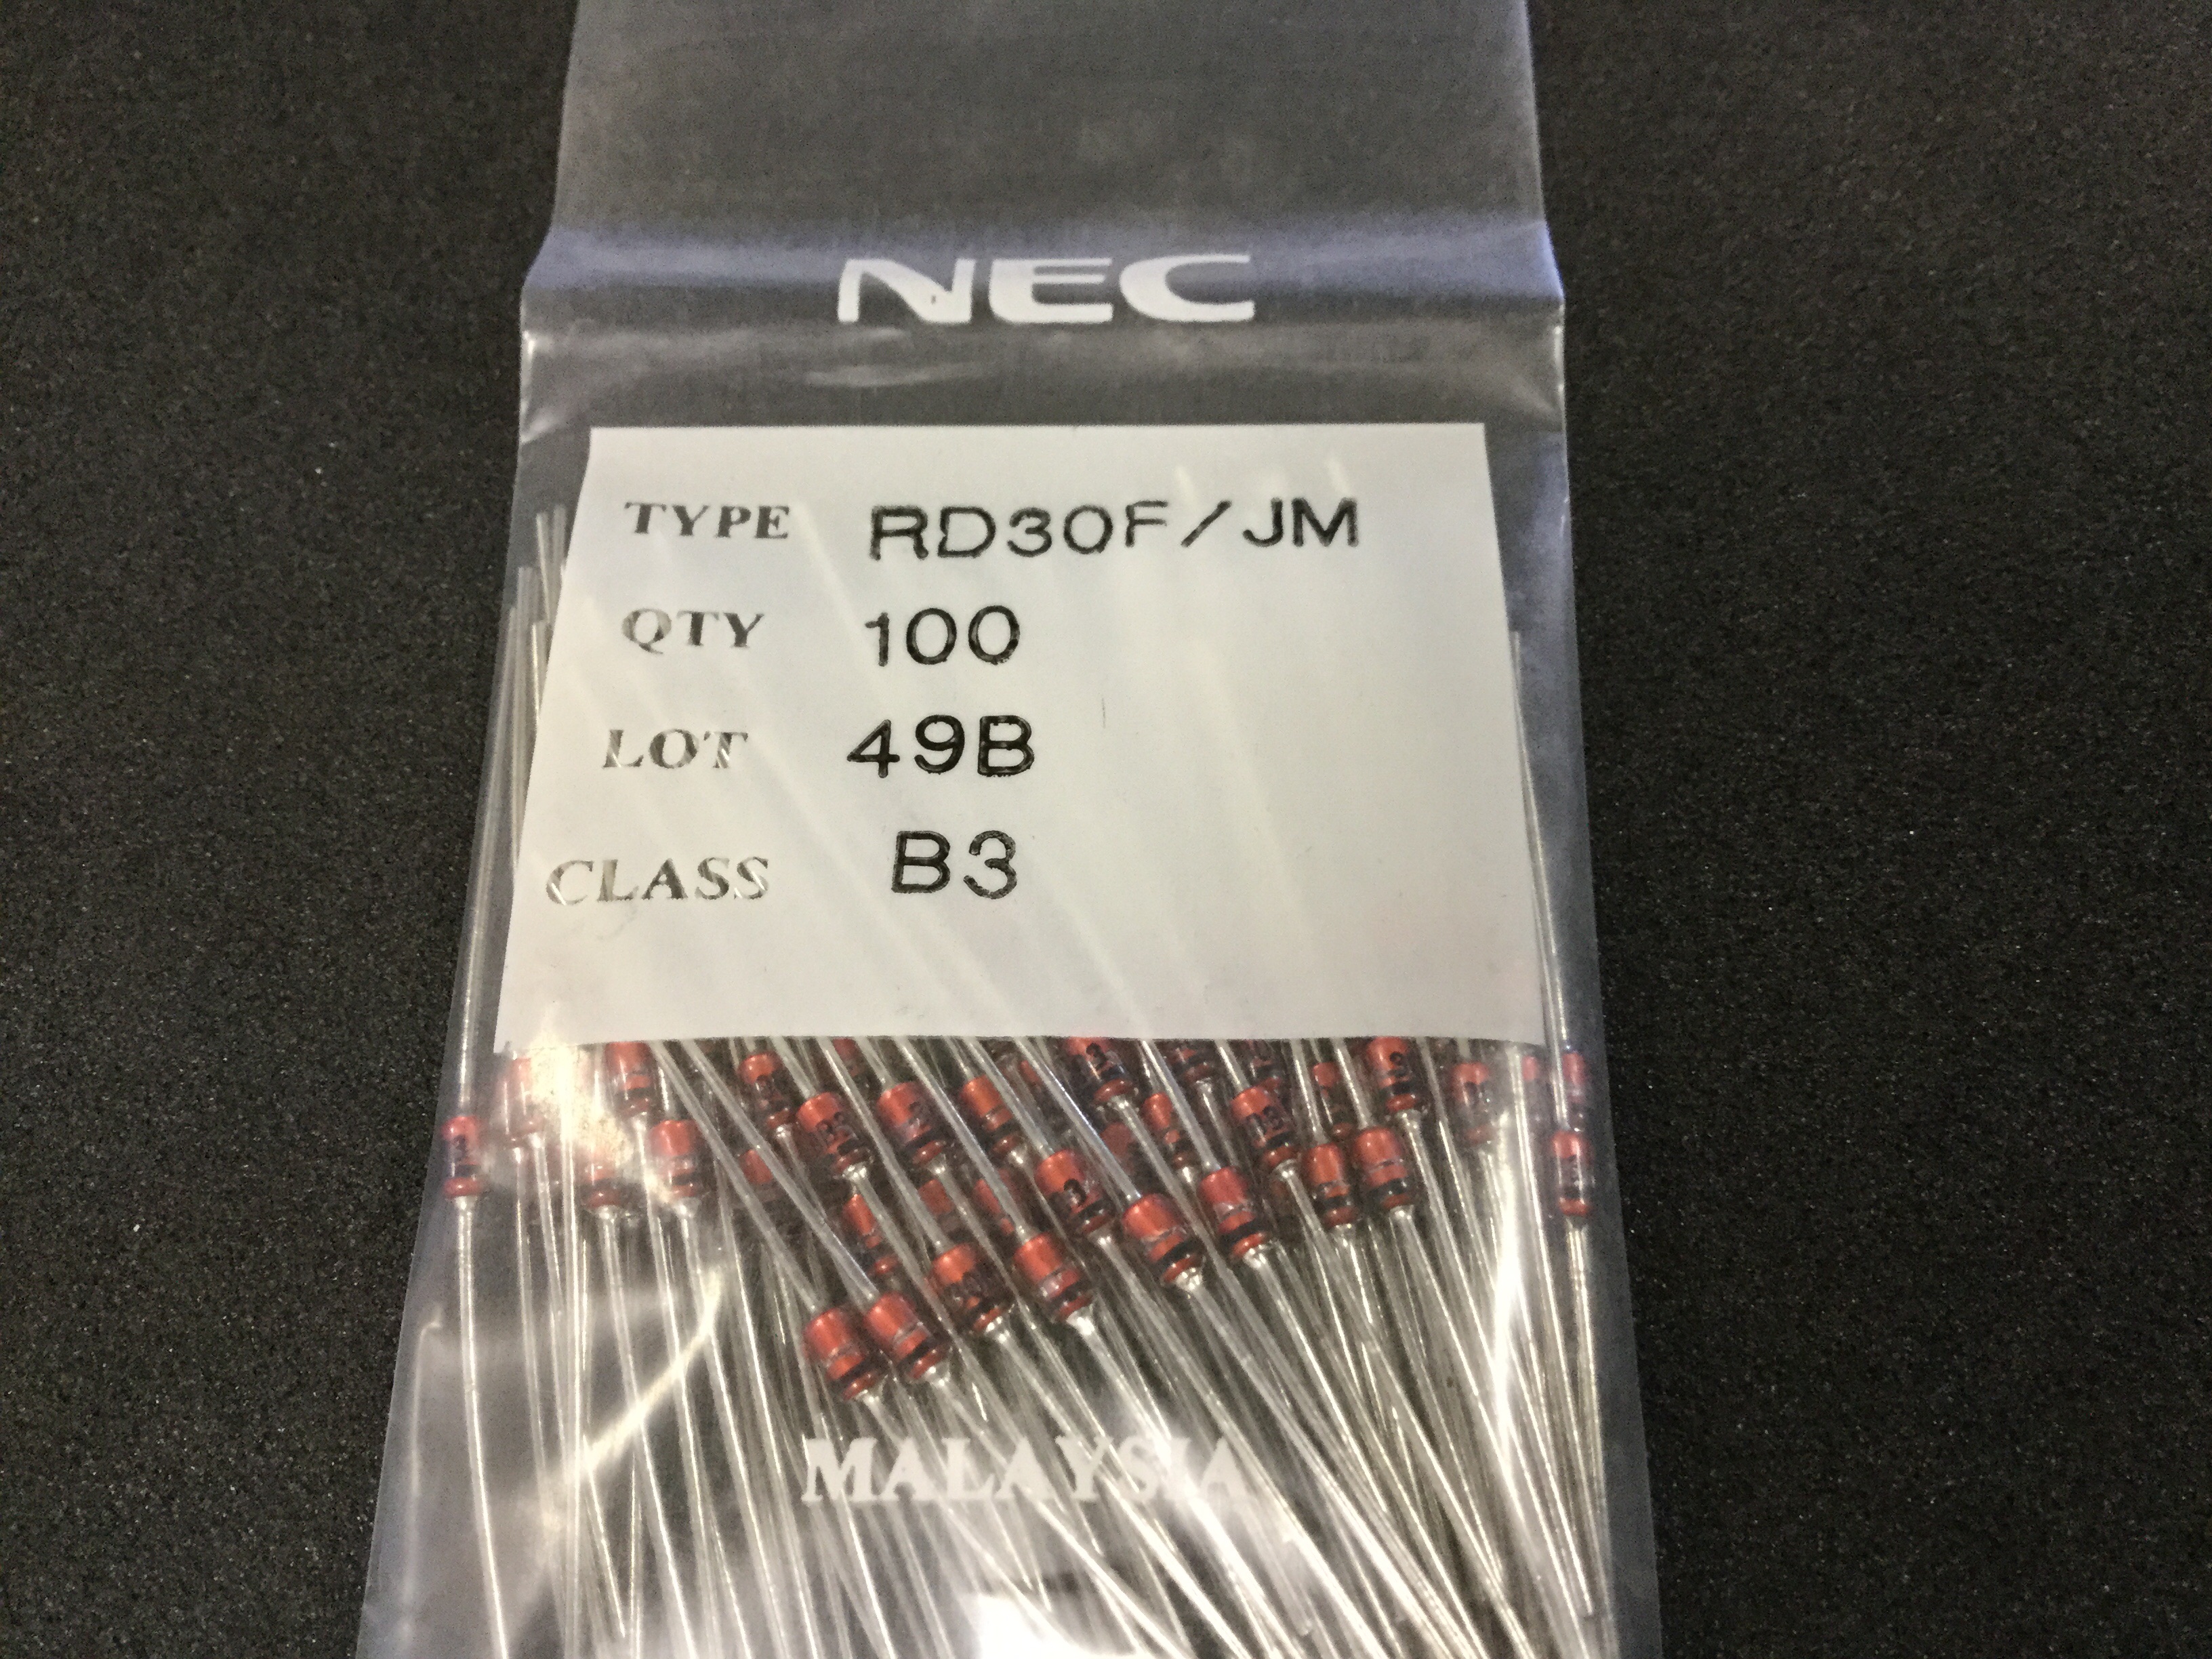 NEC
TYPE RD30F/JM
QTY 100
LOT 49B
CLASS B3
MALAYSIA